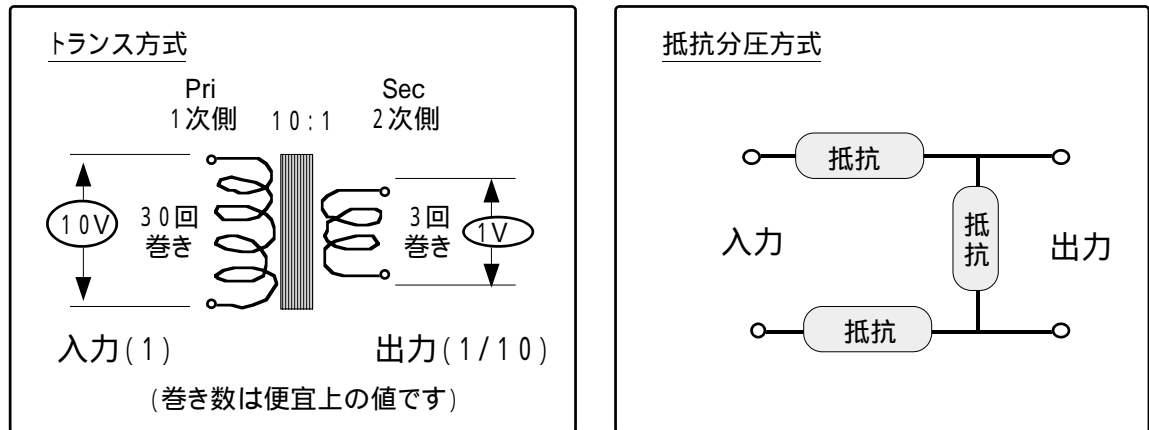 トランス方式
Pri
1次側
10:1
Sec
2次側
10V
30回
巻き
3回
巻き
1V
入力(1)
出力(1/10)
(巻き数は便宜上の値です)
抵抗分圧方式
抵抗
入力
抵抗
出力
抵抗